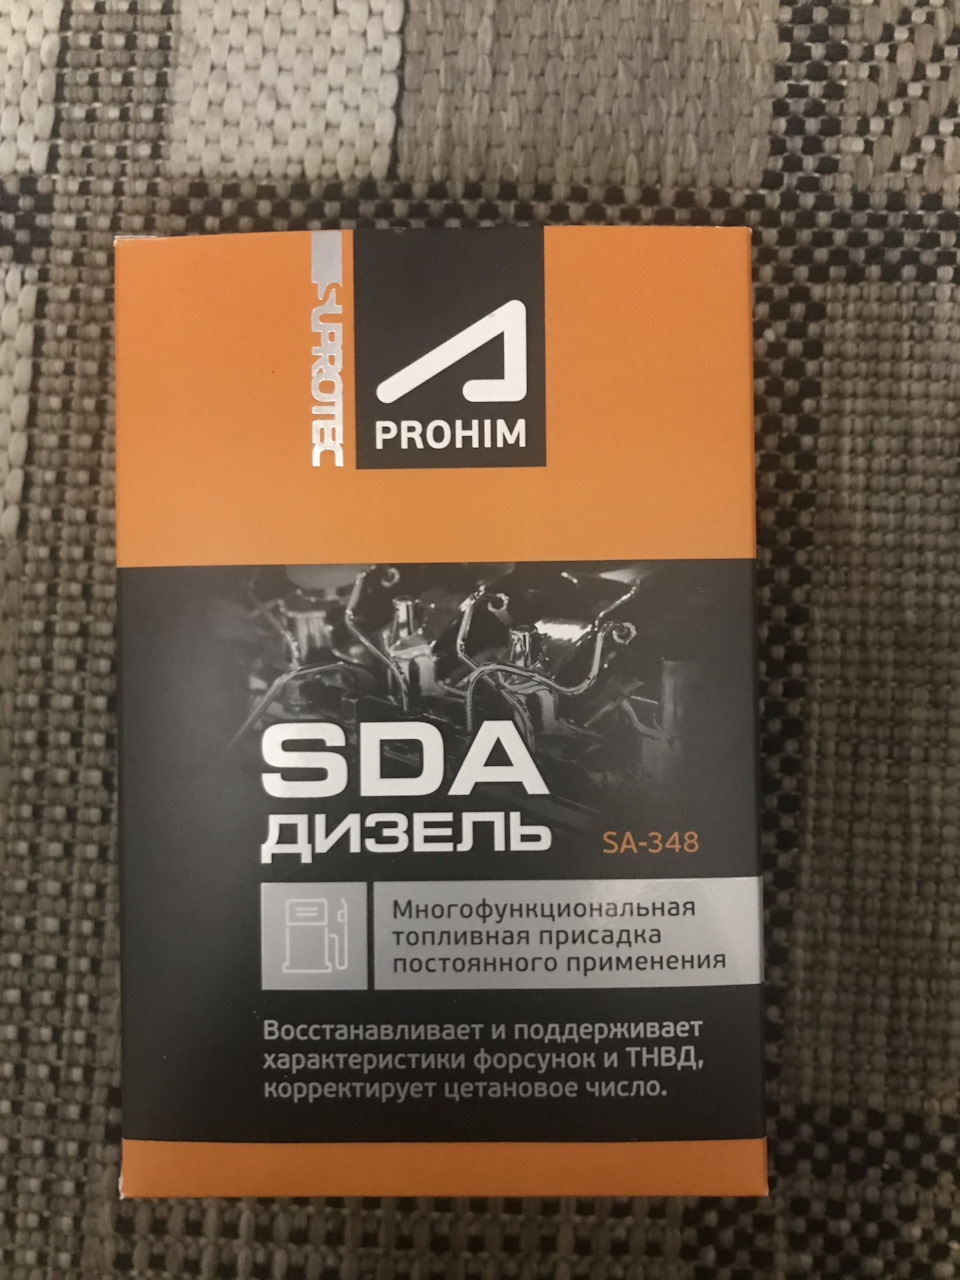 SUPROTEC
PROHIM
SDA
ДИЗЕЛЬ
SA-348
Многофункциональная
топливная присадка
постоянного применения
Восстанавливает и поддерживает
характеристики форсунок и ТНВД,
корректирует цетановое число.